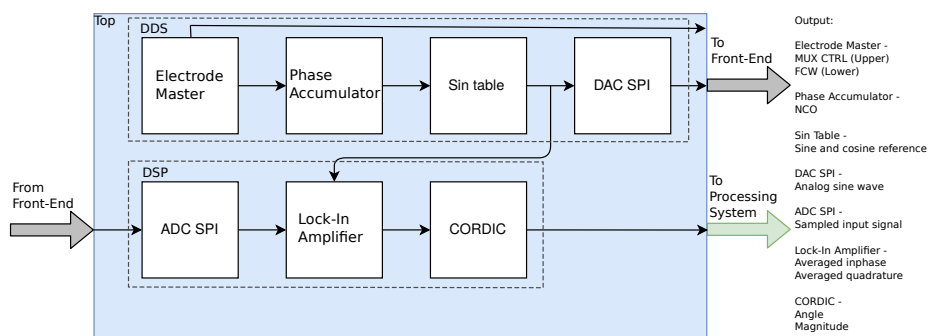 Top
DDS
Electrode
Master
Phase
Accumulator
Sin table
DAC SPI
To
Front-End
DSP
From
Front-End
ADC SPI
Lock-In
Amplifier
CORDIC
To
Processing
System
Output:
Electrode Master -
MUX CTRL (Upper)
FCW (Lower)
Phase Accumulator -
NCO
Sin Table -
Sine and cosine reference
DAC SPI -
Analog sine wave
ADC SPI -
Sampled input signal
Lock-In Amplifier -
Averaged inphase
Averaged quadrature
CORDIC -
Angle
Magnitude